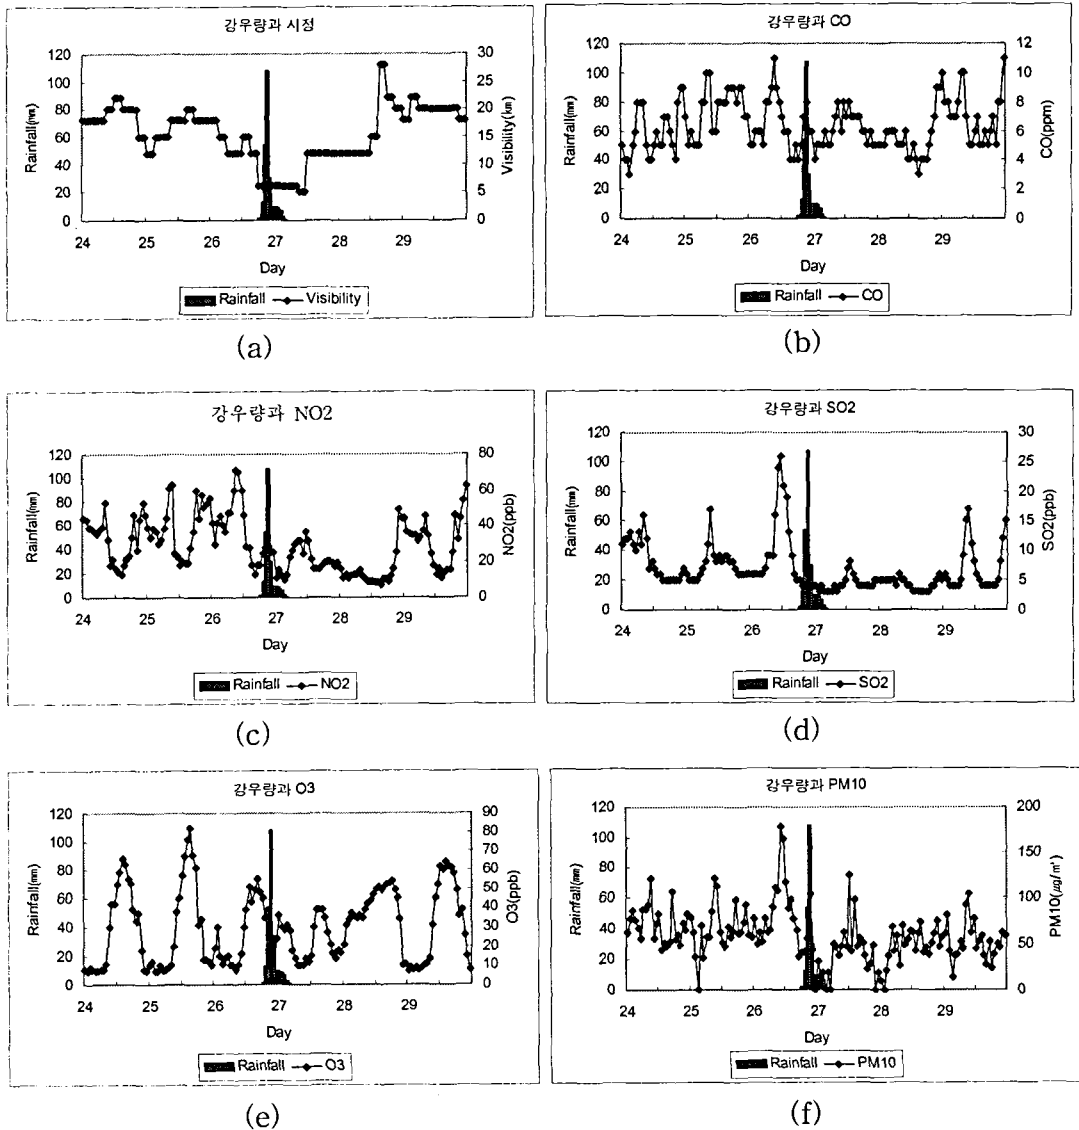 강우량과 시정
Rainfall(㎜)
120
100
80
60
40
20
0
30
25
20
15
10
5
0
Visibility(㎞)
24 25 26 27 28 29
Day
Rainfall Visibility
(a)
강우량과 CO
Rainfall(㎜)
120
100
80
60
40
20
0
12
10
8
6
4
2
0
CO(ppm)
24 25 26 27 28 29
Day
Rainfall CO
(b)
강우량과 NO2
Rainfall(㎜)
120
100
80
60
40
20
0
80
60
40
20
0
NO2(ppb)
24 25 26 27 28 29
Day
Rainfall NO2
(c)
강우량과 SO2
Rainfall(㎜)
120
100
80
60
40
20
0
30
25
20
15
10
5
0
SO2(ppb)
24 25 26 27 28 29
Day
Rainfall SO2
(d)
강우량과 O3
Rainfall(㎜)
120
100
80
60
40
20
0
90
80
70
60
50
40
30
20
10
0
O3(ppb)
24 25 26 27 28 29
Day
Rainfall O3
(e)
강우량과 PM10
Rainfall(㎜)
120
100
80
60
40
20
0
200
150
100
50
0
PM10(㎍/㎥)
24 25 26 27 28 29
Day
Rainfall PM10
(f)